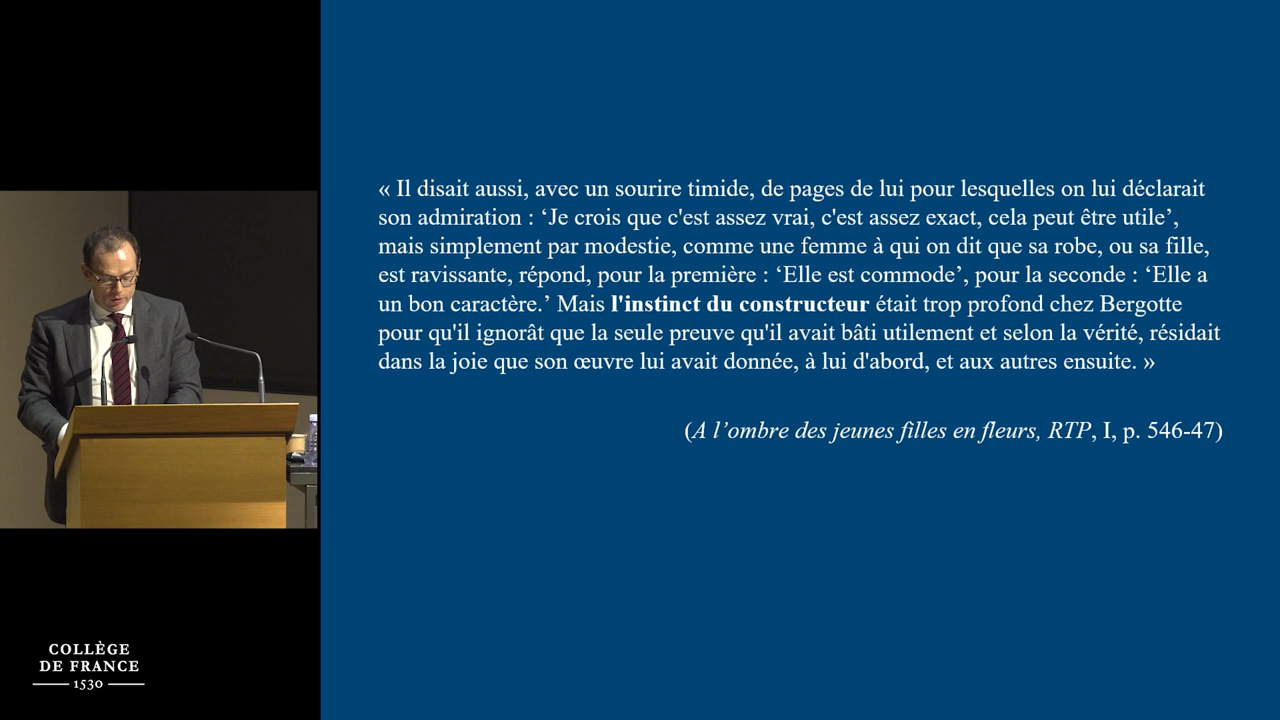 « Il disait aussi, avec un sourire timide, de pages de lui pour lesquelles on lui déclarait
son admiration : ‘Je crois que c'est assez vrai, c'est assez exact, cela peut être utile’,
mais simplement par modestie, comme une femme à qui on dit que sa robe, ou sa fille,
est ravissante, répond, pour la première : ‘Elle est commode’, pour la seconde : ‘Elle a
un bon caractère.’ Mais l'instinct du constructeur était trop profond chez Bergotte
pour qu'il ignorât que la seule preuve qu'il avait bâti utilement et selon la vérité, résidait
dans la joie que son œuvre lui avait donnée, à lui d'abord, et aux autres ensuite. »
(A l’ombre des jeunes filles en fleurs, RTP, I, p. 546-47)
COLLÈGE
DE FRANCE
1530